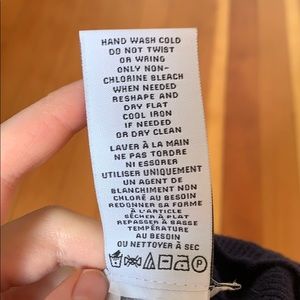 HAND WASH COLD
DO NOT TWIST
OR WRING
ONLY NON-
CHLORINE BLEACH
WHEN NEEDED
RESHAPE AND
DRY FLAT
COOL IRON
IF NEEDED
OR DRY CLEAN
LAVER À LA MAIN
NE PAS TORDRE
NI ESSORER
UTILISER UNIQUEMENT
UN AGENT DE
BLANCHIMENT NON
CHLORÉ AU BESOIN
REDONNER SA FORME
À L'ARTICLE
SÉCHER À PLAT
REPASSER À BASSE
TEMPÉRATURE
AU BESOIN
OU NETTOYER À SEC
P